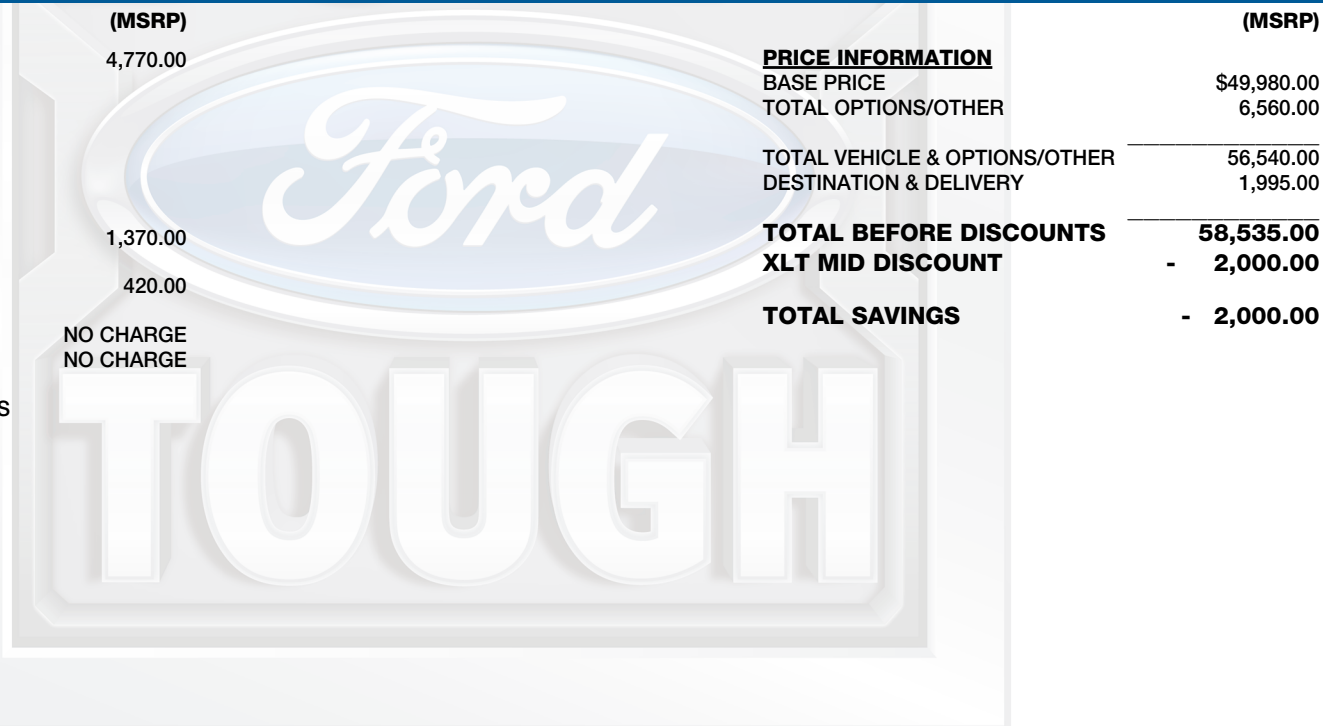 (MSRP)
4,770.00
1,370.00
420.00
NO CHARGE
NO CHARGE
S
(MSRP)
PRICE INFORMATION
BASE PRICE $49,980.00
TOTAL OPTIONS/OTHER 6,560.00
TOTAL VEHICLE & OPTIONS/OTHER 56,540.00
DESTINATION & DELIVERY 1,995.00
TOTAL BEFORE DISCOUNTS 58,535.00
XLT MID DISCOUNT - 2,000.00
TOTAL SAVINGS - 2,000.00
Ford
TOUGH